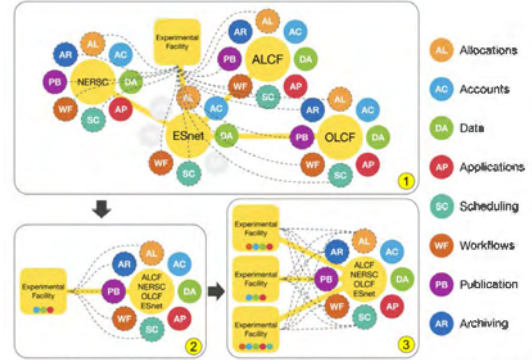 Experimental
Facility
AL
AR
AC
NERSC
DA
PB
WF
AP
SC
AL
AR
AC
ALCF
PB
DA
WF
AP
SC
AL
AC
ESnet
DA
WF
SC
AL
AR
AC
PB
OLCF
DA
WF
AP
SC
1
Experimental
Facility
AL
AR
AC
PB
ALCF
NERSC
OLCF
ESnet
DA
WF
AP
SC
2
Experimental
Facility
Experimental
Facility
Experimental
Facility
AL
AR
AC
PB
ALCF
NERSC
OLCF
ESnet
DA
WF
AP
SC
3
AL Allocations
AC Accounts
DA Data
AP Applications
SC Scheduling
WF Workflows
PB Publication
AR Archiving